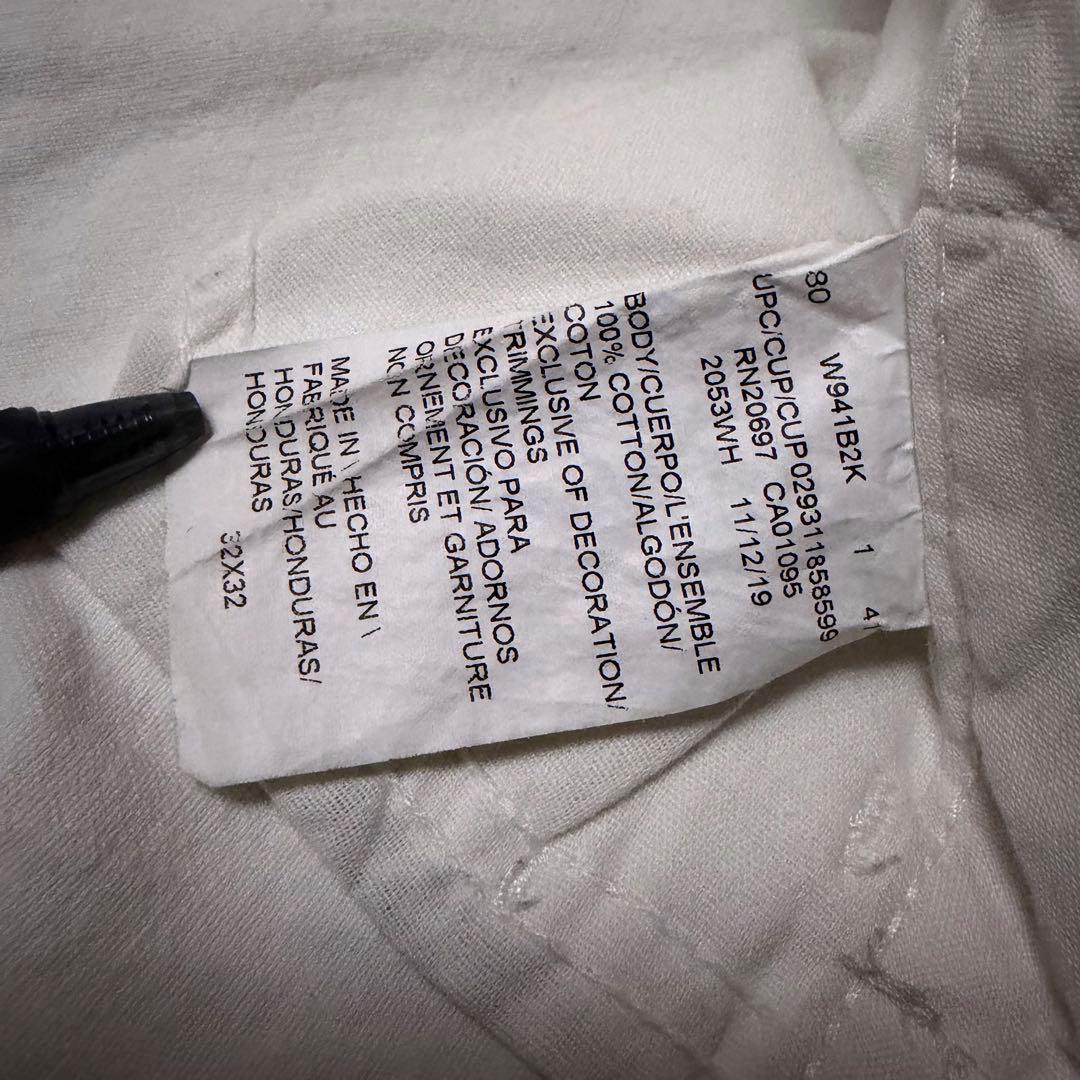 80 W941B2K 1 41
UPC/CUP/CUP 029311858599
RN20697 CA01095
2053WH 11/12/19
BODY/CUERPO/L'ENSEMBLE
100% COTTON/ALGODÓN/
COTON
EXCLUSIVE OF DECORATION/
TRIMMINGS
EXCLUSIVO PARA
DECORACIÓN/ ADORNOS
ORNEMENT ET GARNITURE
NON COMPRIS
MADE IN \ HECHO EN \
FABRIQUÉ AU
HONDURAS/HONDURAS/
HONDURAS
32X32